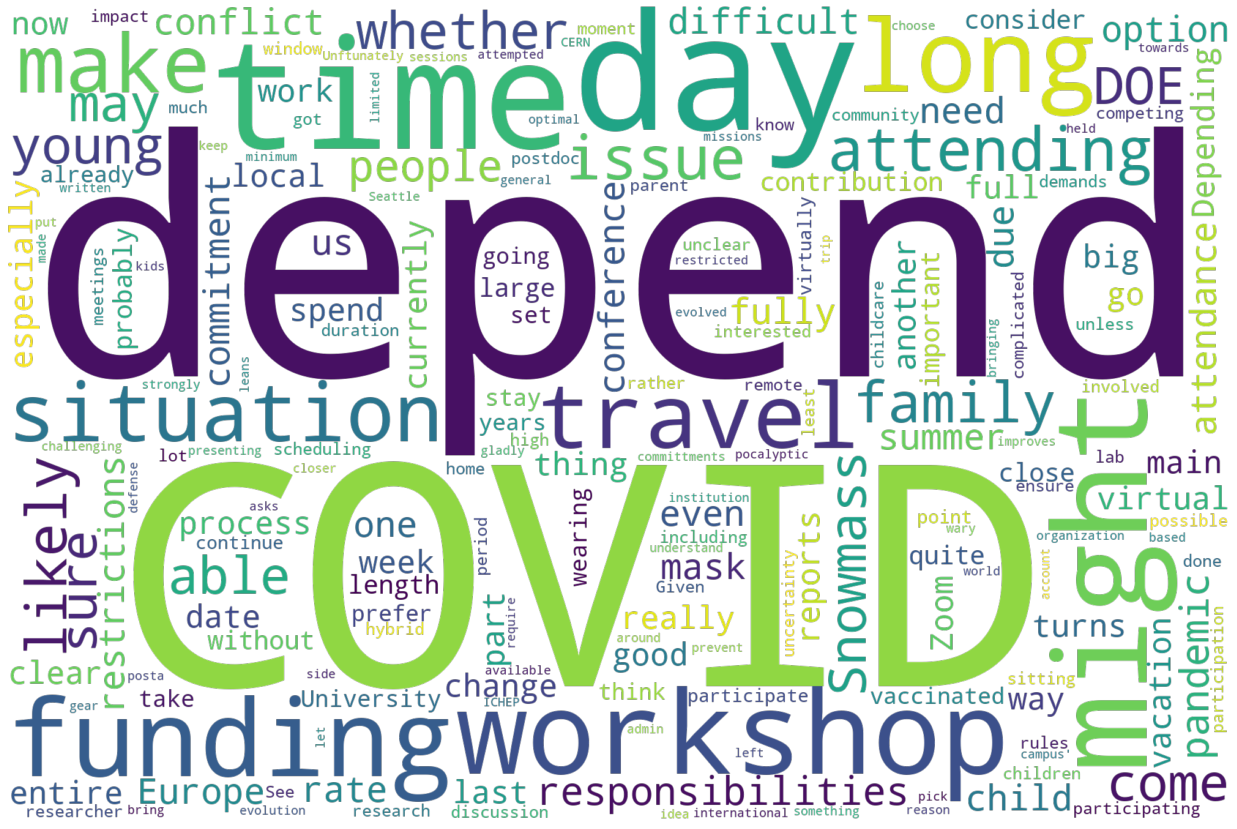 now
impact
conflict
whether
moment
CERN
difficult
choose
consider
option
towards
make
window
Unftunately
sessions
attempted
time
day
long
DOE
may
much
work
got
limited
optimal
missions
know
community
need
competing
held
young
keep
minimum
people
postdoc
general
issue
attending
already
written
local
Seattle
parent
contribution
full
demands
Depending
especially
made
put
kids
meetings
probably
commitment
us
spend
duration
currently
depend
going
large
set
conference
unclear
restricted
evolved
interested
virtually
trip
fully
childcare
another
important
due
bringing
complicated
big
go
unless
attendance
situation
strongly
leans
stay
years
high
travel
rather
remote
least
family
summer
improves
involved
might
challenging
presenting
scheduling
gladly
home
thing
committments
pocalyptic
likely
sure
restrictions
lot
defense
closer
asks
process
continue
able
date
without
COVID
one
week
length
prefer
hybrid
period
require
part
wearing
institution
even
including
understand
Given
mask
really
around
prevent
good
uncertainty
reports
Snowmass
point
wary
quite
world
Zoom
close
ensure
lab
main
virtual
possible
organization
based
done
account
turns
clear
posta
side
available
change
think
participate
vaccinated
way
sitting
vacation
pandemic
participation
gear
take
University
let
ICHEP
admin
left
rules
campus'
funding
workshop
children
come
entire
See
Europe
rate
last
responsibilities
pick
reason
child
participating
researcher
bring
evolution
research
discussion
idea
international
something